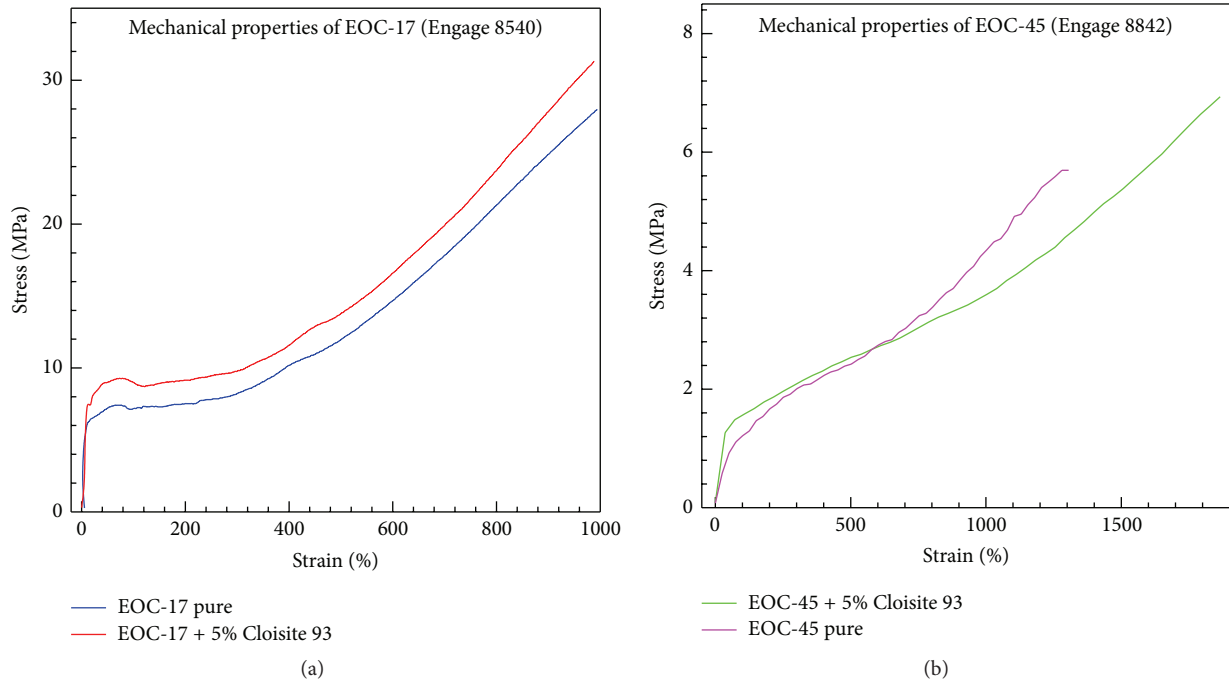 Mechanical properties of EOC-17 (Engage 8540)
30
20
10
0
Stress (MPa)
0 200 400 600 800 1000
Strain (%)
EOC-17 pure
EOC-17 + 5% Cloisite 93
(a)
Mechanical properties of EOC-45 (Engage 8842)
8
6
4
2
0
Stress (MPa)
0 500 1000 1500
Strain (%)
EOC-45 + 5% Cloisite 93
EOC-45 pure
(b)